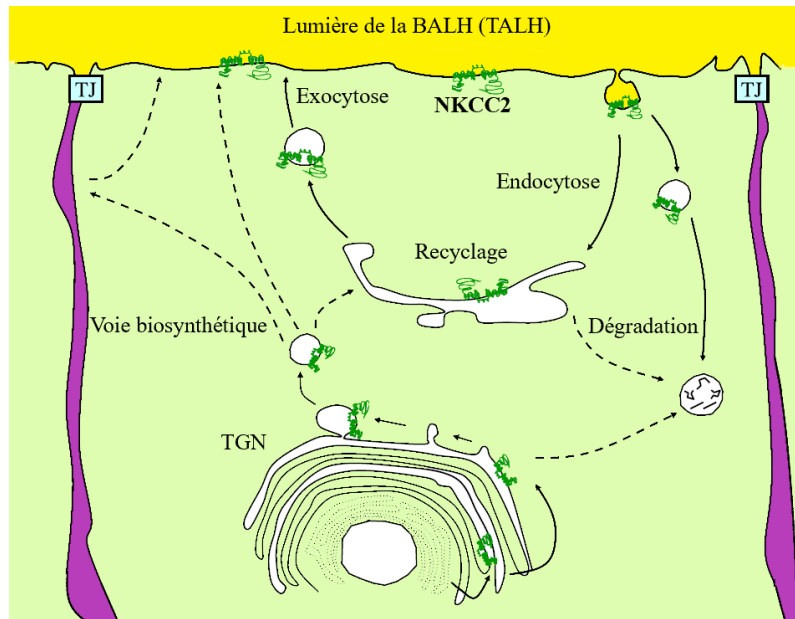 Lumière de la BALH (TALH)
TJ
TJ
Exocytose
NKCC2
Endocytose
Recyclage
Voie biosynthétique
Dégradation
TGN